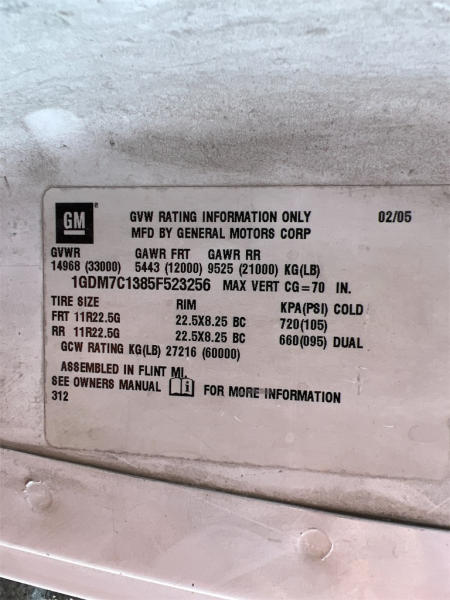 GM ® GVW RATING INFORMATION ONLY 02/05
MFD BY GENERAL MOTORS CORP
GVWR GAWR FRT GAWR RR
14968 (33000) 5443 (12000) 9525 (21000) KG(LB)
1GDM7C1385F523256 MAX VERT CG=70 IN.
TIRE SIZE RIM KPA(PSI) COLD
FRT 11R22.5G 22.5X8.25 BC 720(105)
RR 11R22.5G 22.5X8.25 BC 660(095) DUAL
GCW RATING KG(LB) 27216 (60000)
ASSEMBLED IN FLINT MI.
SEE OWNERS MANUAL FOR MORE INFORMATION
312